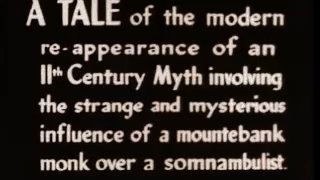 A TALE of the modern
re-appearance of an
11th Century Myth involving
the strange and mysterious
influence of a mountebank
monk over a somnambulist.